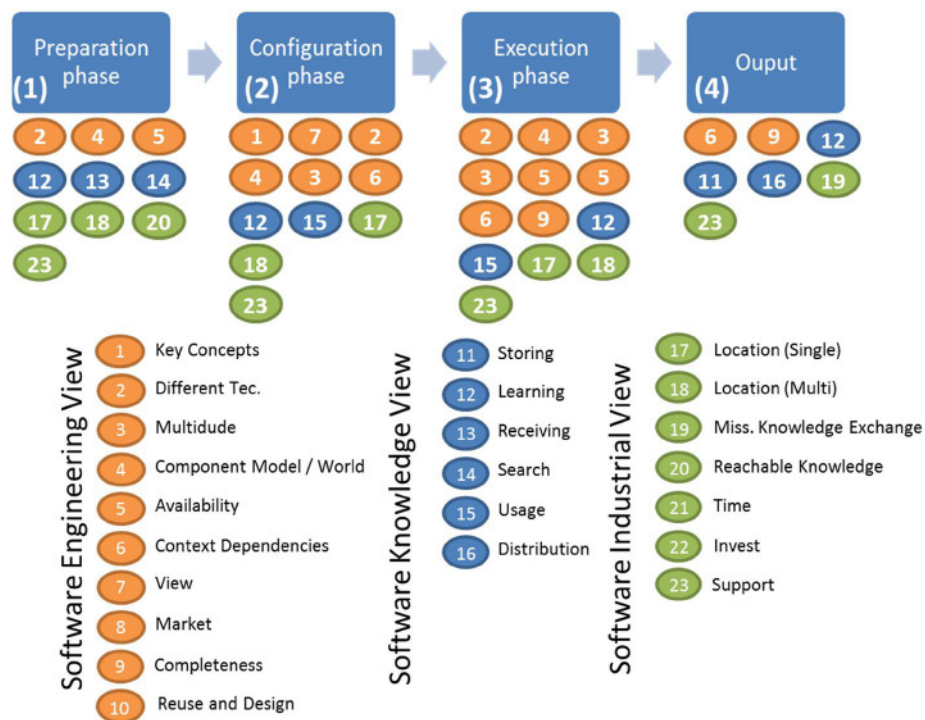 Preparation phase
(1)
Configuration phase
(2)
Execution phase
(3)
Ouput
(4)
2 4 5
12 13 14
17 18 20
23
1 7 2
4 3 6
12 15 17
18
23
2 4 3
3 5 5
6 9 12
15 17 18
23
6 9 12
11 16 19
23
Software Engineering View
1 Key Concepts
2 Different Tec.
3 Multidude
4 Component Model / World
5 Availability
6 Context Dependencies
7 View
8 Market
9 Completeness
10 Reuse and Design
Software Knowledge View
11 Storing
12 Learning
13 Receiving
14 Search
15 Usage
16 Distribution
Software Industrial View
17 Location (Single)
18 Location (Multi)
19 Miss. Knowledge Exchange
20 Reachable Knowledge
21 Time
22 Invest
23 Support